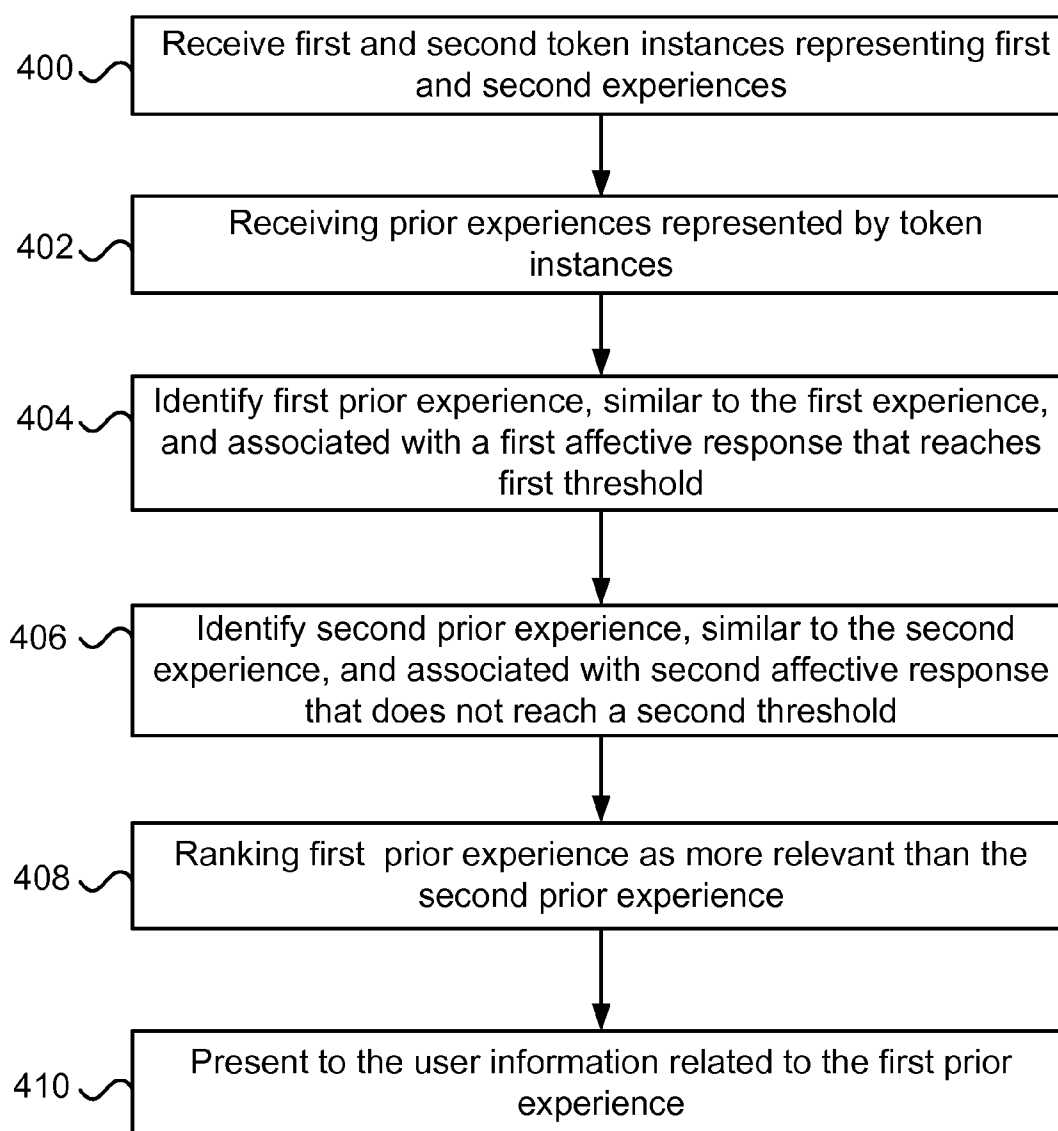 400
Receive first and second token instances representing first
and second experiences
402
Receiving prior experiences represented by token
instances
404
Identify first prior experience, similar to the first experience,
and associated with a first affective response that reaches
first threshold
406
Identify second prior experience, similar to the second
experience, and associated with second affective response
that does not reach a second threshold
408
Ranking first prior experience as more relevant than the
second prior experience
410
Present to the user information related to the first prior
experience